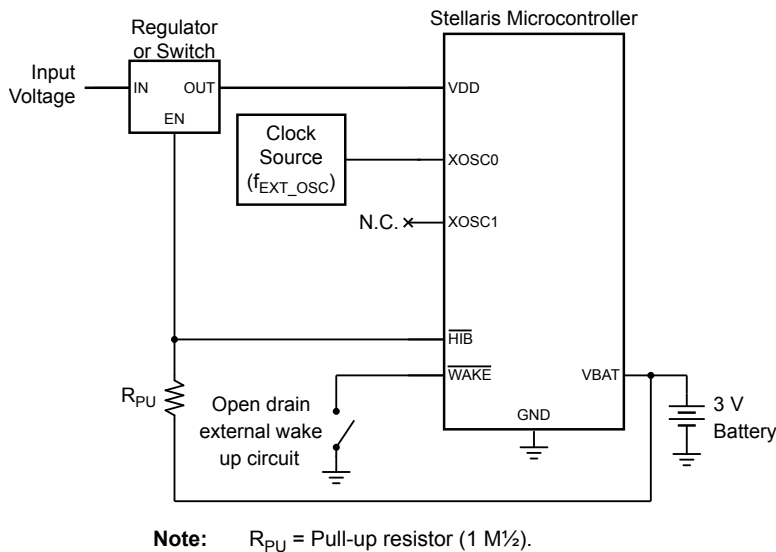 Stellaris Microcontroller
Regulator
or Switch
Input
Voltage
IN OUT
EN
VDD
Clock
Source
(fEXT_OSC)
XOSC0
N.C.
XOSC1
HIB
WAKE
VBAT
RPU
Open drain
external wake
up circuit
GND
3 V
Battery
Note: RPU = Pull-up resistor (1 M½).